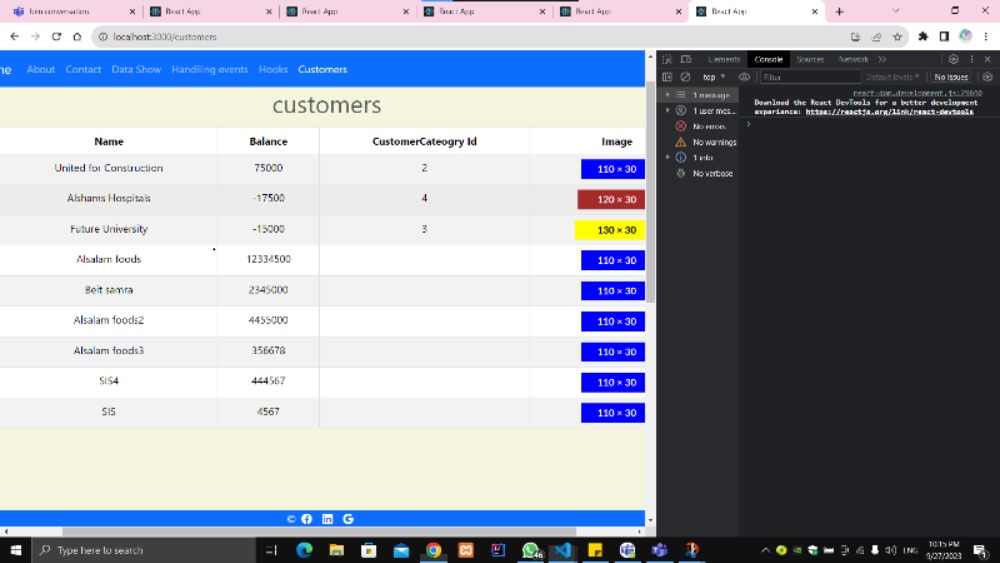 Join conversation
React App
React App
React App
React App
React App
localhost:3000/customers
me About Contact Data Show Handling events Hooks Customers
customers
Name Balance CustomerCateogry Id Image
United for Construction 75000 2 110 × 30
Alshams Hospitals -17500 4 120 × 30
Future University -15000 3 130 × 30
Alsalam foods 12334500 110 × 30
Beit samra 2345000 110 × 30
Alsalam foods2 4455000 110 × 30
Alsalam foods3 356678 110 × 30
SIS4 444567 110 × 30
SIS 4567 110 × 30
©
Elements Console Sources Network
top Filter Default levels No Issues
1 message
1 user mes...
No errors
No warnings
1 info
No verbose
react-dom.development.js:29840
Download the React DevTools for a better development
experience: https://reactjs.org/link/react-devtools
Type here to search
46
ENG
10:15 PM
9/27/2023
1